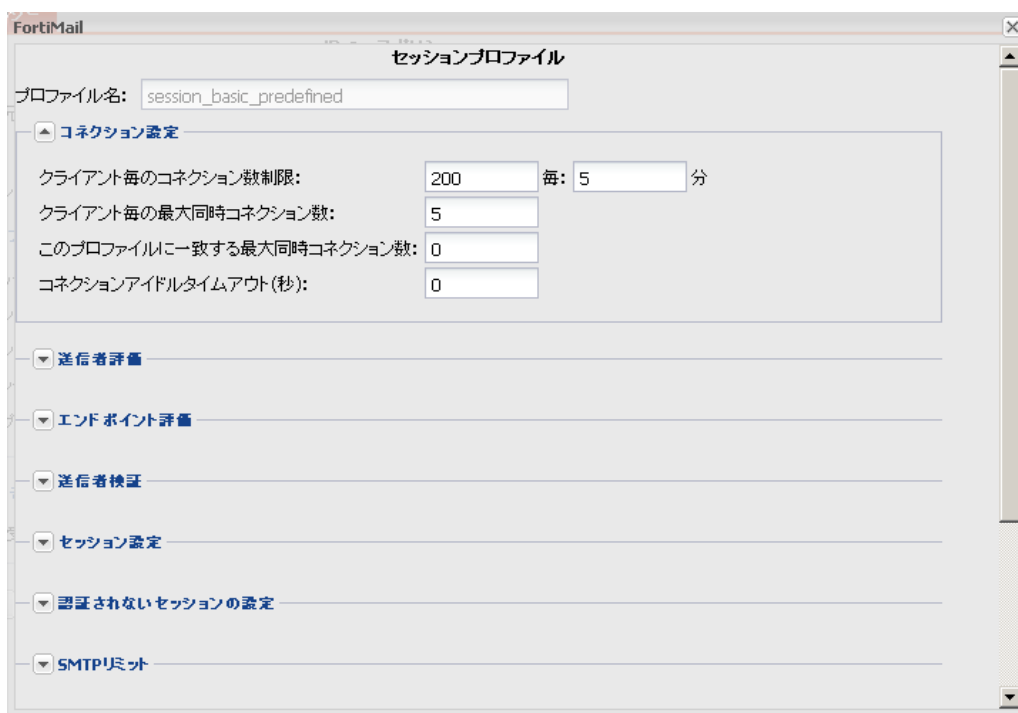 FortiMail
セッションプロファイル
プロファイル名: session_basic_predefined
コネクション設定
クライアント毎のコネクション数制限: 200 毎: 5 分
クライアント毎の最大同時コネクション数: 5
このプロファイルに一致する最大同時コネクション数: 0
コネクションアイドルタイムアウト(秒): 0
送信者評価
エンドポイント評価
送信者検証
セッション設定
認証されないセッションの設定
SMTPリミット